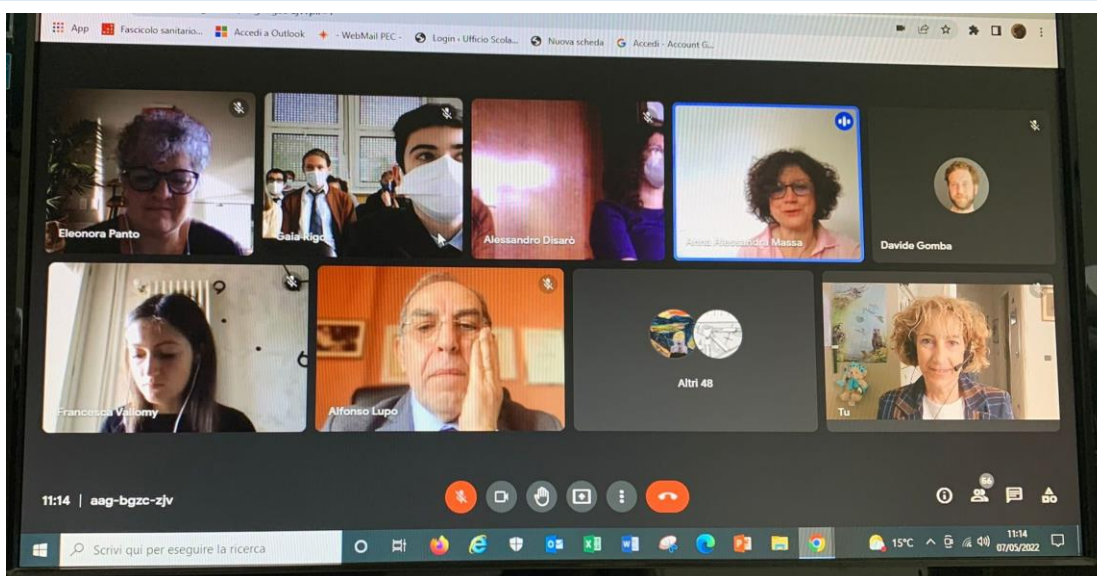 App Fascicolo sanitario... Accedi a Outlook - WebMail PEC - Login - Ufficio Scola... Nuova scheda G Accedi - Account G...
Eleonora Panto
Gaia Rigo
Alessandro Disarò
Anna Alessandra Massa
Davide Gomba
Francesca Vallomy
Alfonso Lupo
Altri 48
Tu
11:14 | aag-bgzc-zjv
56
Scrivi qui per eseguire la ricerca
15°C
11:14
07/05/2022